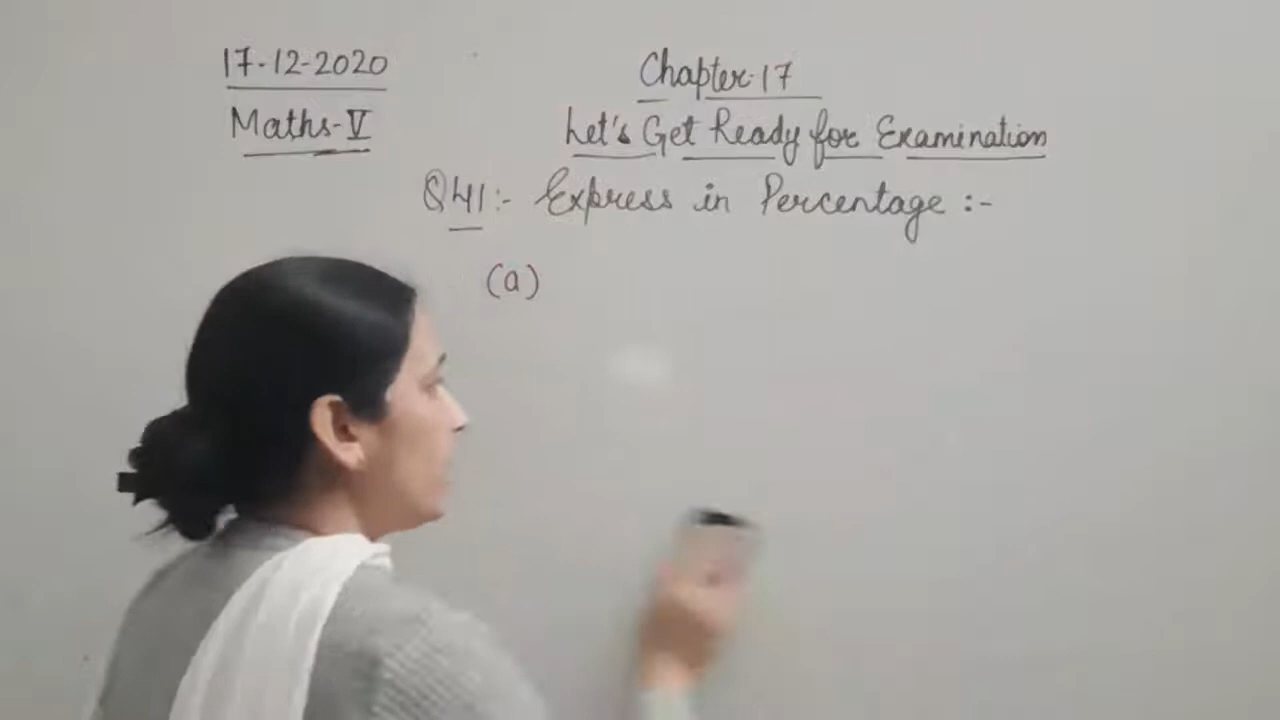 17-12-2020
Maths-V
Chapter-17
Let's Get Ready for Examination
Q41:- Express in Percentage :-
(a)